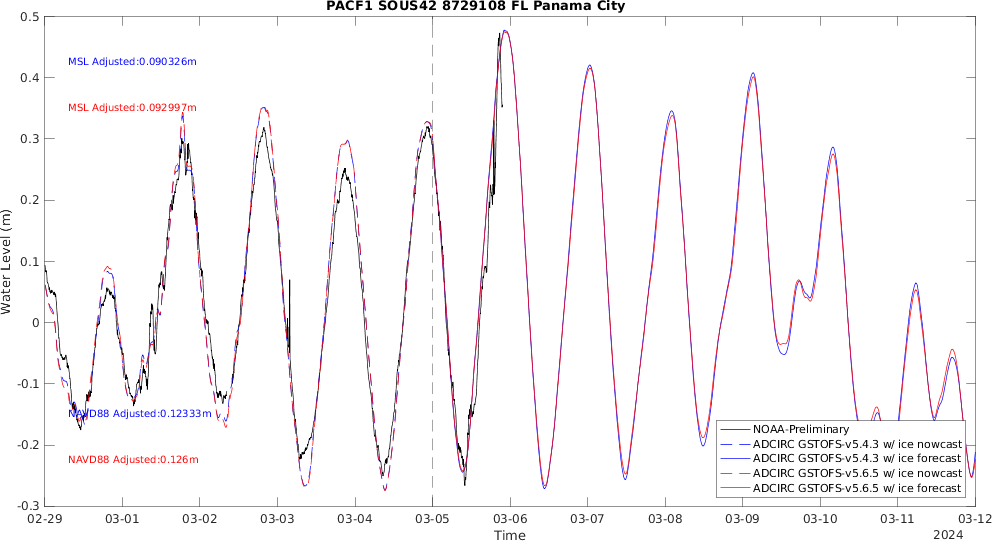 PACF1 SOUS42 8729108 FL Panama City
0.5
MSL Adjusted:0.090326m
0.4
MSL Adjusted:0.092997m
0.3
0.2
0.1
Water Level (m)
0
-0.1
NAVD88 Adjusted:0.12333m
-0.2
NAVD88 Adjusted:0.126m
-0.3
NOAA-Preliminary
ADCIRC GSTOFS-v5.4.3 w/ ice nowcast
ADCIRC GSTOFS-v5.4.3 w/ ice forecast
ADCIRC GSTOFS-v5.6.5 w/ ice nowcast
ADCIRC GSTOFS-v5.6.5 w/ ice forecast
02-29 03-01 03-02 03-03 03-04 03-05 03-06 03-07 03-08 03-09 03-10 03-11 03-12
Time
2024